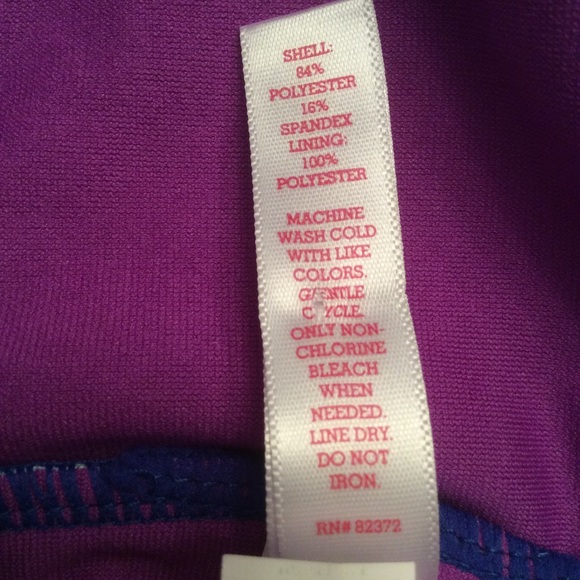 SHELL:
84%
POLYESTER
16%
SPANDEX
LINING:
100%
POLYESTER
MACHINE
WASH COLD
WITH LIKE
COLORS.
GENTLE
CYCLE.
ONLY NON-
CHLORINE
BLEACH
WHEN
NEEDED.
LINE DRY.
DO NOT
IRON.
RN# 82372